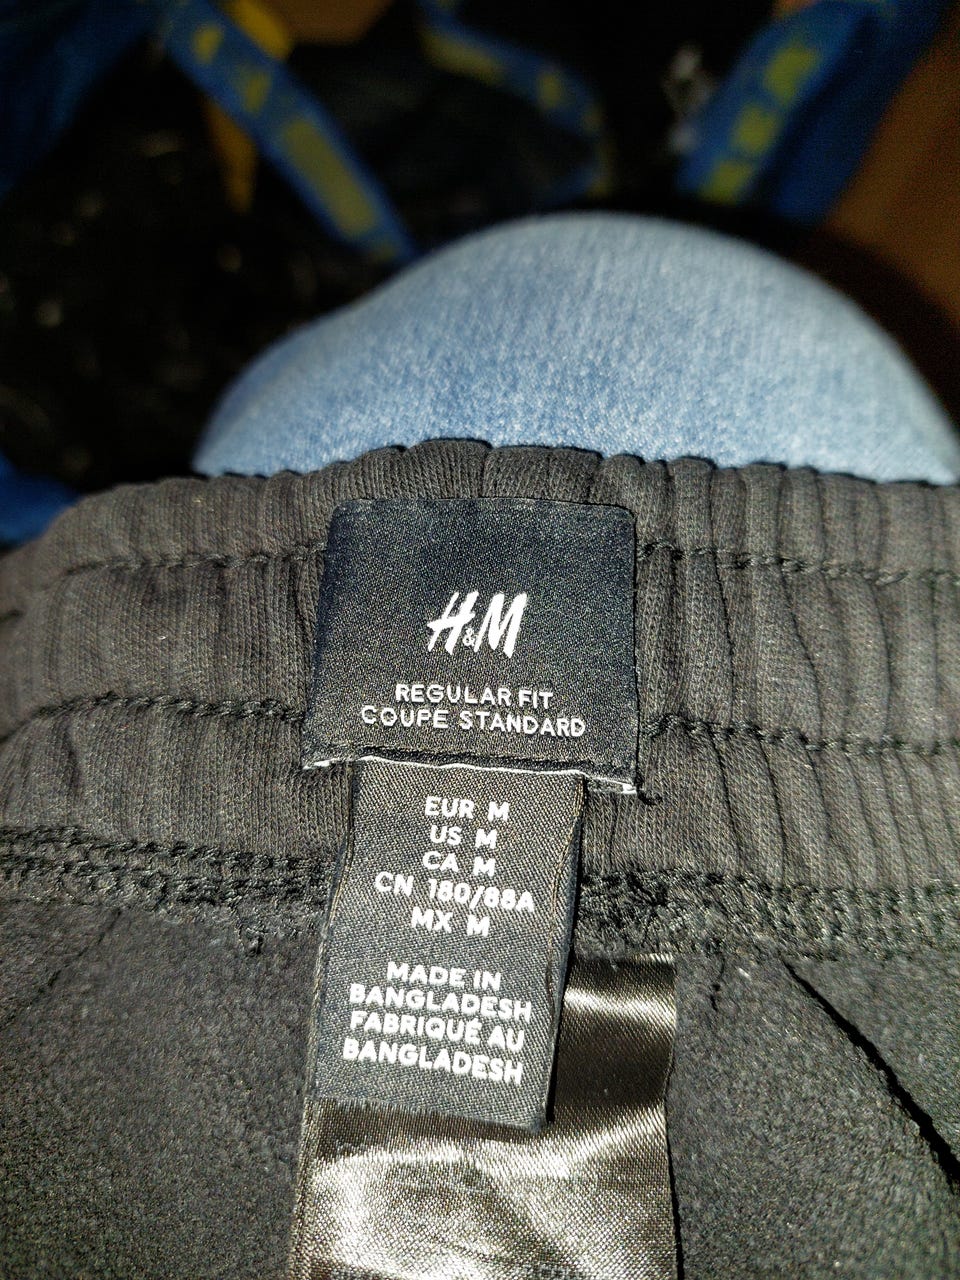 H&M
REGULAR FIT
COUPE STANDARD
EUR M
US M
CA M
CN 180/88A
MX M
MADE IN
BANGLADESH
FABRIQUÉ AU
BANGLADESH